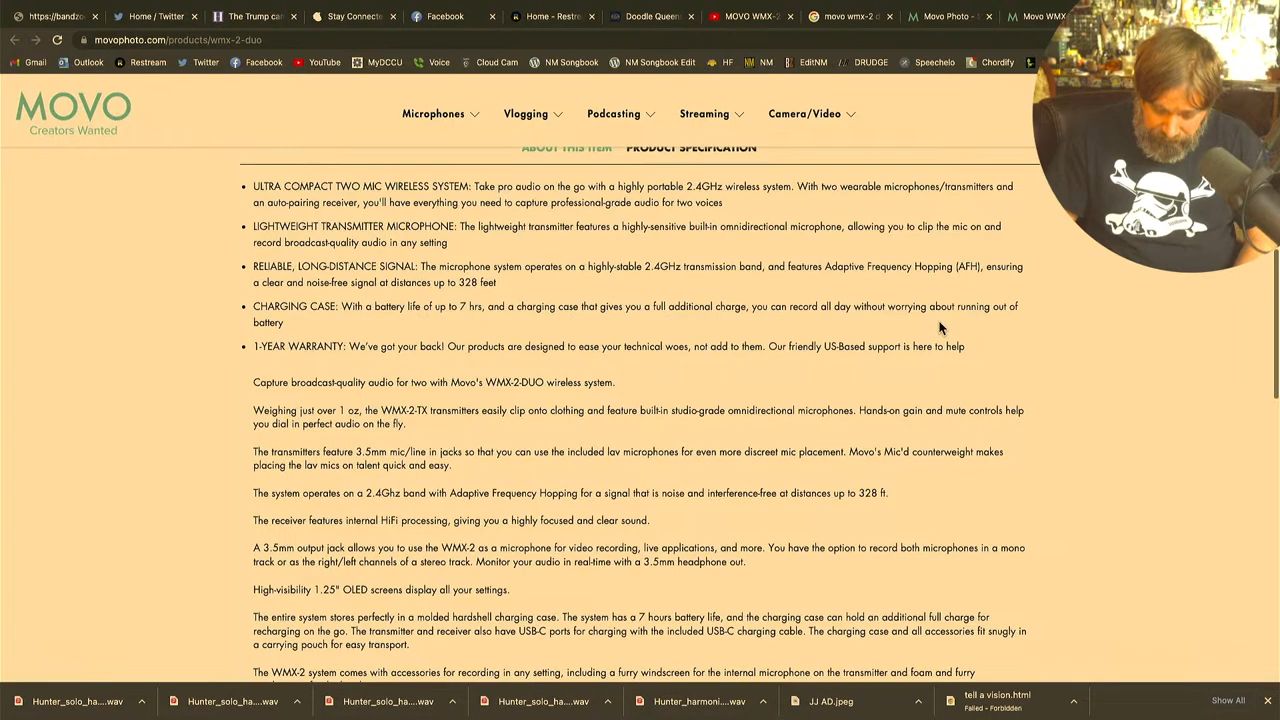 https://bandzo
Home / Twitter
The Trump car
Stay Connecte
Facebook
Home - Restre
Doodle Queen
MOVO WMX-2
movo wmx-2 d
Movo Photo - S
Movo WMX
movophoto.com/products/wmx-2-duo
Gmail
Outlook
Restream
Twitter
Facebook
YouTube
MyDCCU
Voice
Cloud Cam
NM Songbook
NM Songbook Edit
HF
NM
EditNM
DRUDGE
Speechelo
Chordify
MOVO
Creators Wanted
Microphones
Vlogging
Podcasting
Streaming
Camera/Video
ABOUT THIS ITEM PRODUCT SPECIFICATION
• ULTRA COMPACT TWO MIC WIRELESS SYSTEM: Take pro audio on the go with a highly portable 2.4GHz wireless system. With two wearable microphones/transmitters and
an auto-pairing receiver, you'll have everything you need to capture professional-grade audio for two voices
• LIGHTWEIGHT TRANSMITTER MICROPHONE: The lightweight transmitter features a highly-sensitive built-in omnidirectional microphone, allowing you to clip the mic on and
record broadcast-quality audio in any setting
• RELIABLE, LONG-DISTANCE SIGNAL: The microphone system operates on a highly-stable 2.4GHz transmission band, and features Adaptive Frequency Hopping (AFH), ensuring
a clear and noise-free signal at distances up to 328 feet
• CHARGING CASE: With a battery life of up to 7 hrs, and a charging case that gives you a full additional charge, you can record all day without worrying about running out of
battery
• 1-YEAR WARRANTY: We've got your back! Our products are designed to ease your technical woes, not add to them. Our friendly US-Based support is here to help
Capture broadcast-quality audio for two with Movo's WMX-2-DUO wireless system.
Weighing just over 1 oz, the WMX-2-TX transmitters easily clip onto clothing and feature built-in studio-grade omnidirectional microphones. Hands-on gain and mute controls help
you dial in perfect audio on the fly.
The transmitters feature 3.5mm mic/line in jacks so that you can use the included lav microphones for even more discreet mic placement. Movo's Mic'd counterweight makes
placing the lav mics on talent quick and easy.
The system operates on a 2.4Ghz band with Adaptive Frequency Hopping for a signal that is noise and interference-free at distances up to 328 ft.
The receiver features internal HiFi processing, giving you a highly focused and clear sound.
A 3.5mm output jack allows you to use the WMX-2 as a microphone for video recording, live applications, and more. You have the option to record both microphones in a mono
track or as the right/left channels of a stereo track. Monitor your audio in real-time with a 3.5mm headphone out.
High-visibility 1.25" OLED screens display all your settings.
The entire system stores perfectly in a molded hardshell charging case. The system has a 7 hours battery life, and the charging case can hold an additional full charge for
recharging on the go. The transmitter and receiver also have USB-C ports for charging with the included USB-C charging cable. The charging case and all accessories fit snugly in
a carrying pouch for easy transport.
The WMX-2 system comes with accessories for recording in any setting, including a furry windscreen for the internal microphone on the transmitter and foam and furry
Hunter_solo_ha....wav
Hunter_solo_ha....wav
Hunter_solo_ha....wav
Hunter_solo_ha....wav
Hunter_harmoni....wav
JJ AD.jpeg
tell a vision.html
Failed - Forbidden
Show All